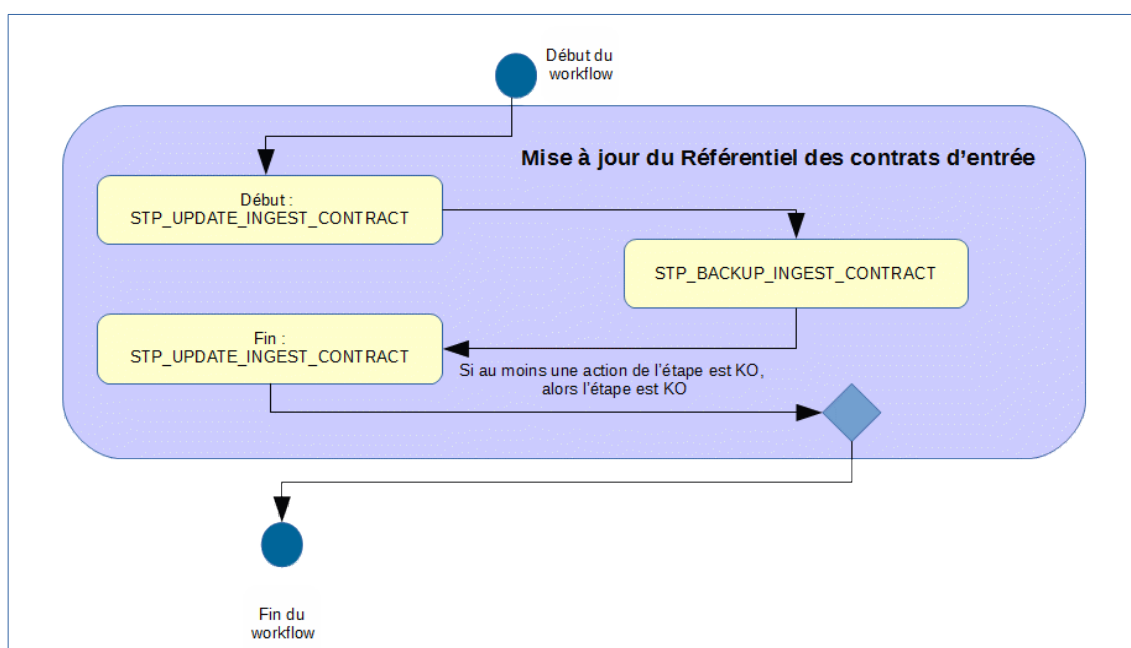 Début du
workflow
Mise à jour du Référentiel des contrats d’entrée
Début :
STP_UPDATE_INGEST_CONTRACT
STP_BACKUP_INGEST_CONTRACT
Fin :
STP_UPDATE_INGEST_CONTRACT
Si au moins une action de l’étape est KO,
alors l’étape est KO
Fin du
workflow